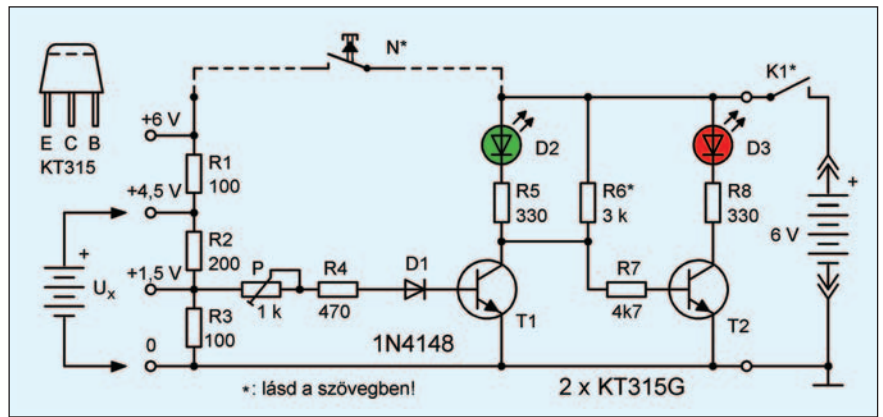 N*
K1*
E C B
KT315
+6 V
R1
100
+4,5 V
R2
200
+1,5 V
R3
100
0
+
Ux
P
1 k
R4
470
D1
1N4148
D2
R5
330
T1
R6*
3 k
R7
4k7
D3
R8
330
T2
+
6 V
*: lásd a szövegben!
2 x KT315G